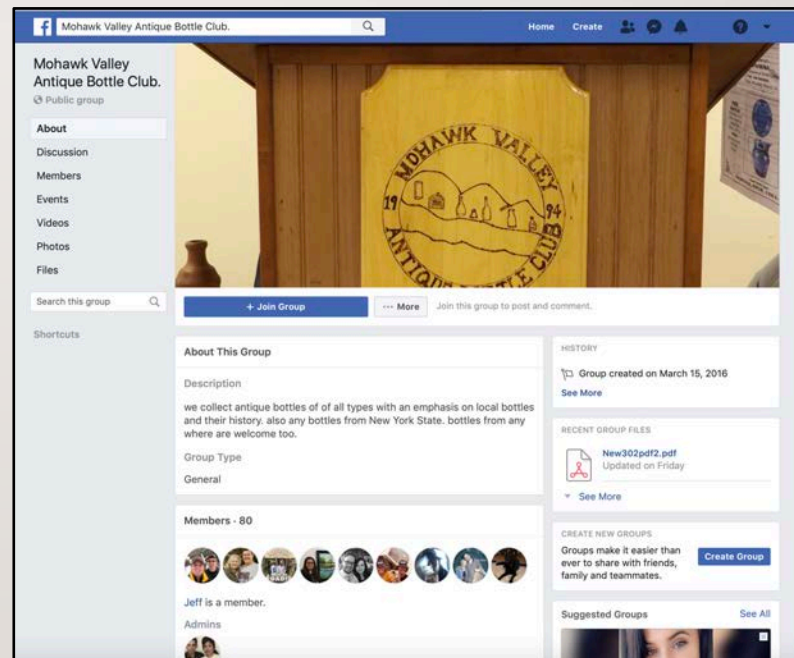 Mohawk Valley Antique Bottle Club.
Home
Create
Mohawk Valley
Antique Bottle Club.
Public group
About
Discussion
Members
Events
Videos
Photos
Files
Search this group
Shortcuts
MOHAWK VALLEY
19
94
ANTIQUE BOTTLE CLUB
+ Join Group
··· More
Join this group to post and comment.
About This Group
Description
we collect antique bottles of of all types with an emphasis on local bottles
and their history. also any bottles from New York State. bottles from any
where are welcome too.
Group Type
General
Members · 80
Jeff is a member.
Admins
HISTORY
Group created on March 15, 2016
See More
RECENT GROUP FILES
New302pdf2.pdf
Updated on Friday
See More
CREATE NEW GROUPS
Groups make it easier than
ever to share with friends,
family and teammates.
Create Group
Suggested Groups
See All